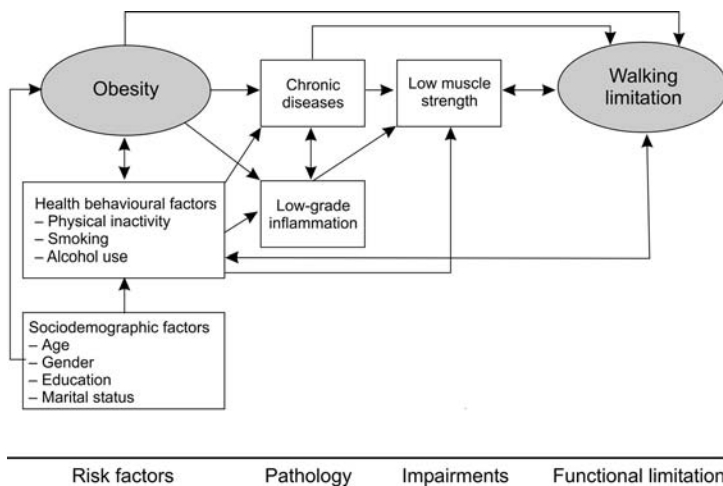 Obesity
Chronic
diseases
Low muscle
strength
Walking
limitation
Health behavioural factors
– Physical inactivity
– Smoking
– Alcohol use
Low-grade
inflammation
Sociodemographic factors
– Age
– Gender
– Education
– Marital status
Risk factors
Pathology
Impairments
Functional limitation